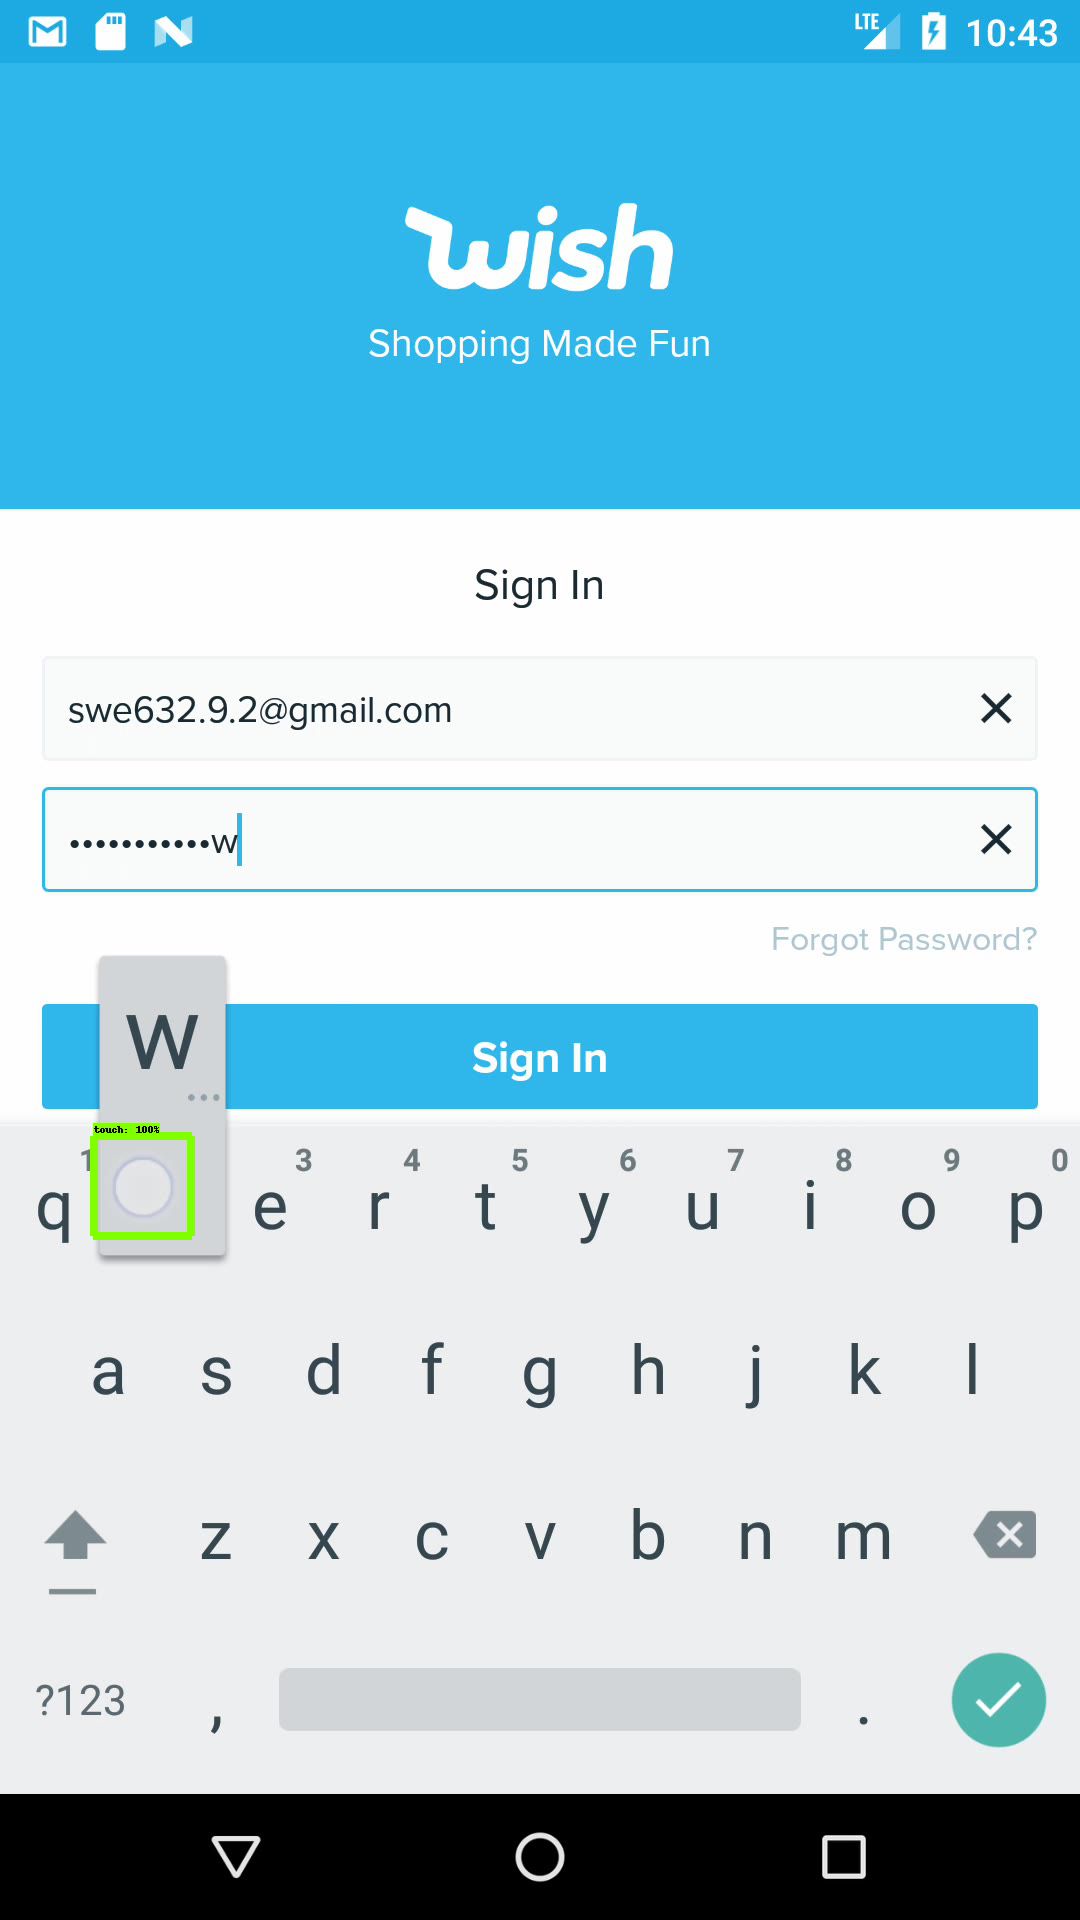 LTE 10:43
wish
Shopping Made Fun
Sign In
swe632.9.2@gmail.com
•••••••••••w
Forgot Password?
w
Sign In
touch: 100%
1 3 4 5 6 7 8 9 0
q e r t y u i o p
a s d f g h j k l
z x c v b n m
?123 , .